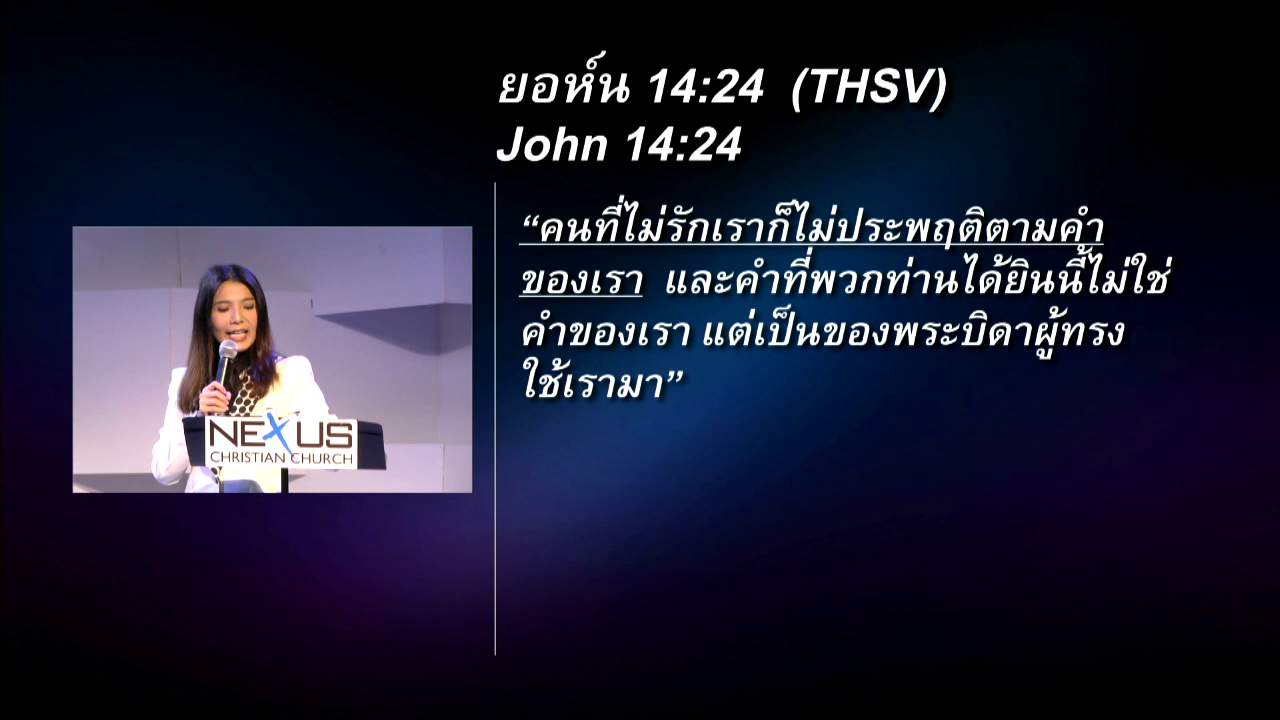 ยอห์น 14:24 (THSV)
John 14:24
“คนที่ไม่รักเราก็ไม่ประพฤติตามคำ
ของเรา และคำที่พวกท่านได้ยินนี้ไม่ใช่
คำของเรา แต่เป็นของพระบิดาผู้ทรง
ใช้เรามา”
NEXUS
CHRISTIAN CHURCH